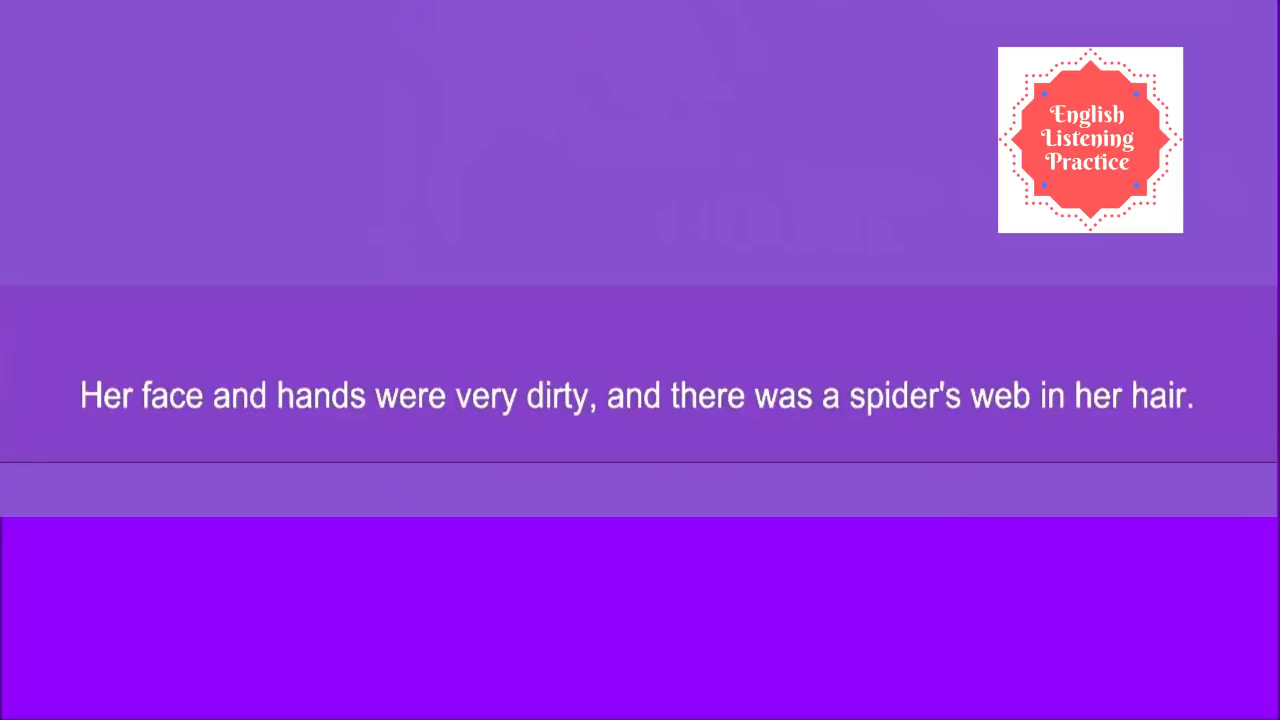 English
Listening
Practice
Her face and hands were very dirty, and there was a spider's web in her hair.